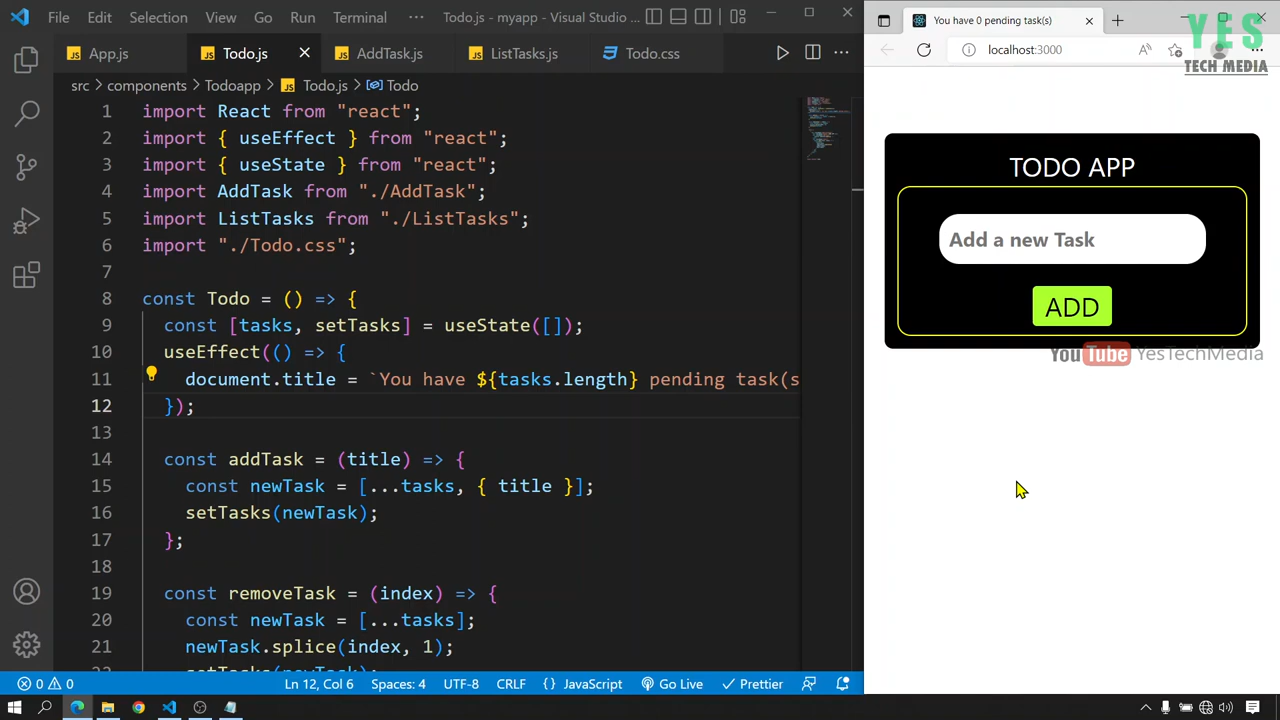 File Edit Selection View Go Run Terminal ··· Todo.js - myapp - Visual Studio ...
App.js Todo.js AddTask.js ListTasks.js Todo.css
src > components > Todoapp > Todo.js > Todo
1 import React from "react";
2 import { useEffect } from "react";
3 import { useState } from "react";
4 import AddTask from "./AddTask";
5 import ListTasks from "./ListTasks";
6 import "./Todo.css";
7
8 const Todo = () => {
9 const [tasks, setTasks] = useState([]);
10 useEffect(() => {
11 document.title = `You have ${tasks.length} pending task(s
12 });
13
14 const addTask = (title) => {
15 const newTask = [...tasks, { title }];
16 setTasks(newTask);
17 };
18
19 const removeTask = (index) => {
20 const newTask = [...tasks];
21 newTask.splice(index, 1);
22 setTasks(newTask);
0 0 Ln 12, Col 6 Spaces: 4 UTF-8 CRLF {} JavaScript Go Live Prettier
You have 0 pending task(s)
localhost:3000
YES
TECH MEDIA
TODO APP
Add a new Task
ADD
YouTube YesTechMedia